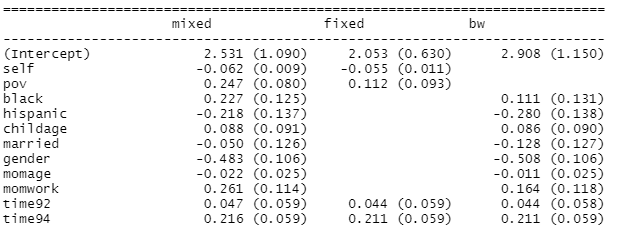 ================================================================================
mixed fixed bw
--------------------------------------------------------------------------------
(Intercept) 2.531 (1.090) 2.053 (0.630) 2.908 (1.150)
self -0.062 (0.009) -0.055 (0.011)
pov 0.247 (0.080) 0.112 (0.093)
black 0.227 (0.125) 0.111 (0.131)
hispanic -0.218 (0.137) -0.280 (0.138)
childage 0.088 (0.091) 0.086 (0.090)
married -0.050 (0.126) -0.128 (0.127)
gender -0.483 (0.106) -0.508 (0.106)
momage -0.022 (0.025) -0.011 (0.025)
momwork 0.261 (0.114) 0.164 (0.118)
time92 0.047 (0.059) 0.044 (0.059) 0.044 (0.058)
time94 0.216 (0.059) 0.211 (0.059) 0.211 (0.059)